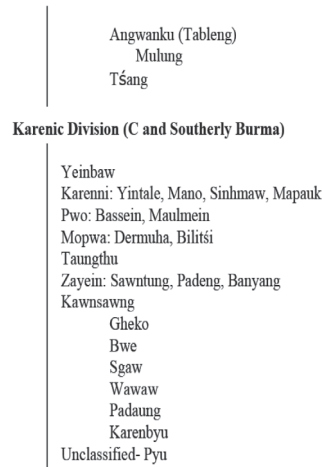 Angwanku (Tableng)
Mulung
Tśang
Karenic Division (C and Southerly Burma)
Yeinbaw
Karenni: Yintale, Mano, Sinhmaw, Mapauk
Pwo: Bassein, Maulmein
Mopwa: Dermuha, Bilitśi
Taungthu
Zayein: Sawntung, Padeng, Banyang
Kawnsawng
Gheko
Bwe
Sgaw
Wawaw
Padaung
Karenbyu
Unclassified- Pyu